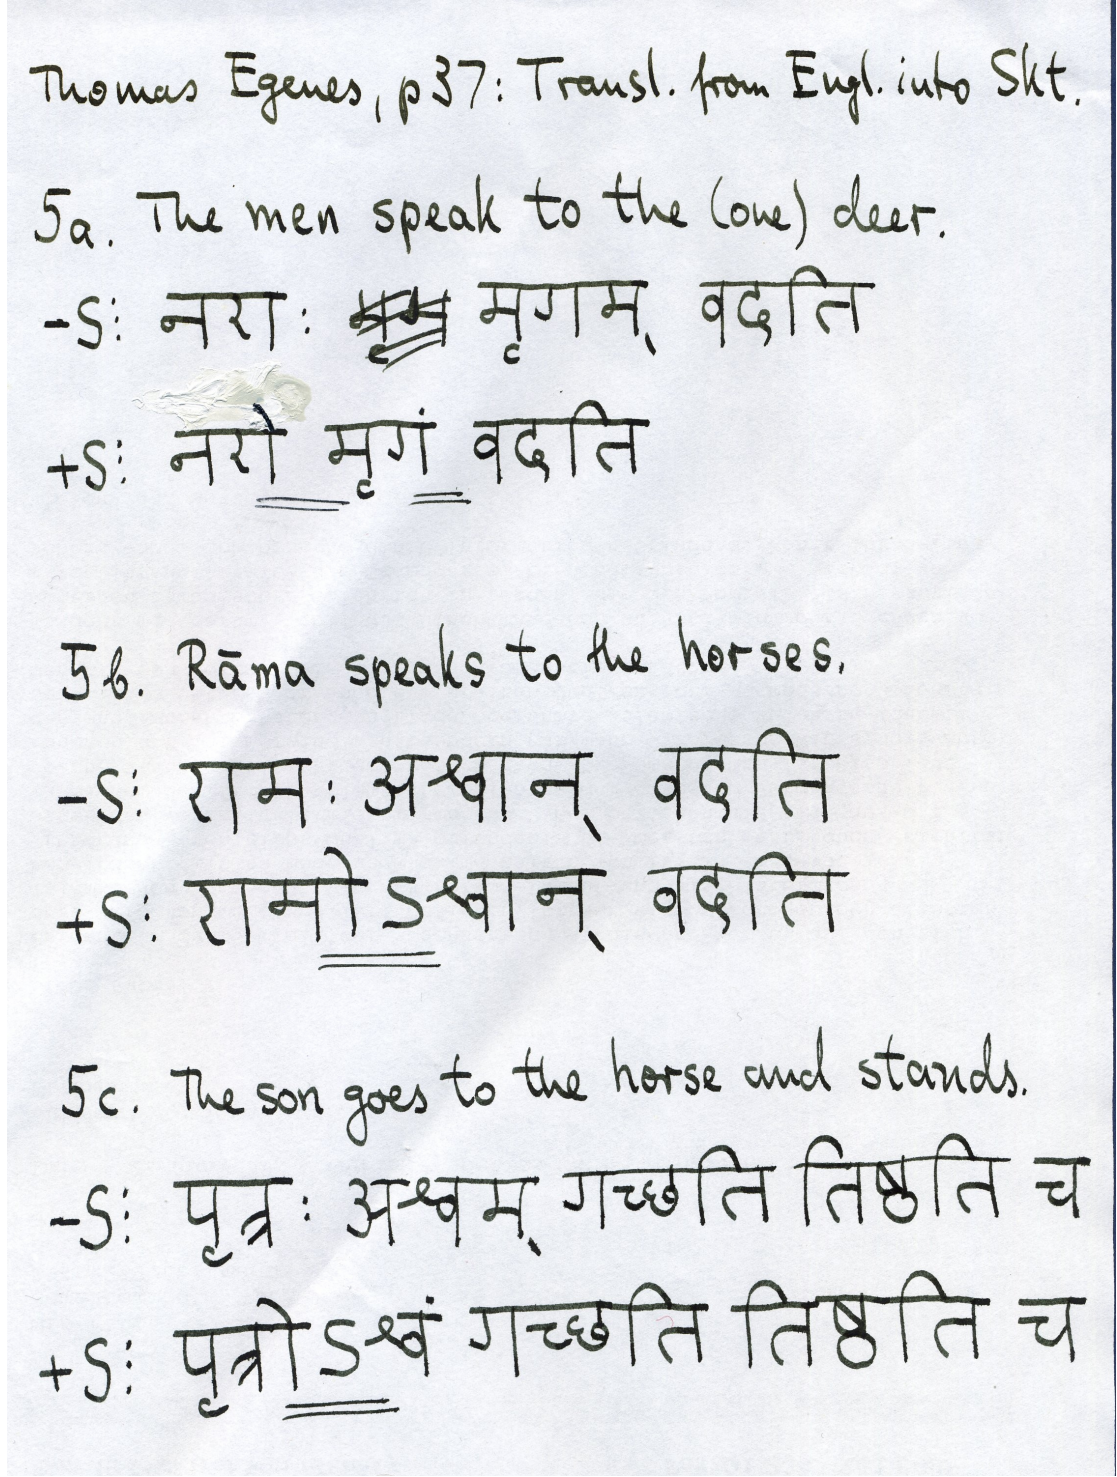 Thomas Egenes, p37: Transl. from Engl. into Skt.
5a. The men speak to the (one) deer.
-S: नराः मृगम् वदति
+S: नरो मृगं वदति
5b. Rāma speaks to the horses.
-S: रामः अश्वान् वदति
+S: रामोऽश्वान् वदति
5c. The son goes to the horse and stands.
-S: पृत्रः अश्वम् गच्छति तिष्ठति च
+S: पृत्रोऽश्वं गच्छति तिष्ठति च